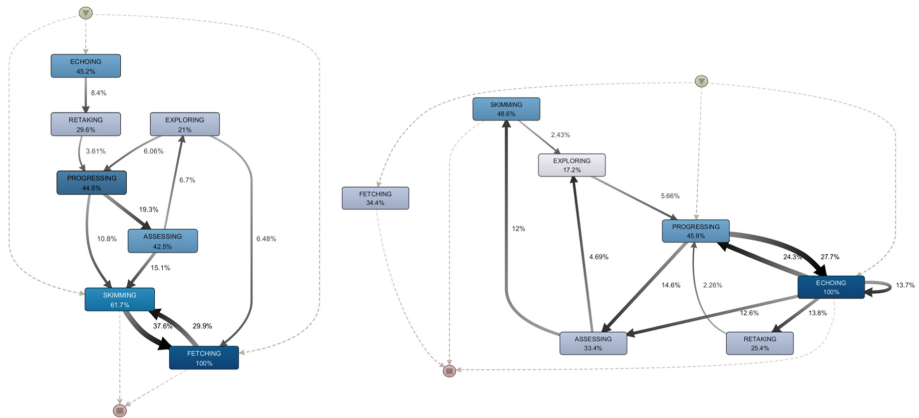 ECHOING
45.2%
8.4%
RETAKING
29.6%
EXPLORING
21%
3.61%
6.06%
PROGRESSING
44.5%
6.7%
19.3%
ASSESSING
42.5%
10.8%
6.48%
15.1%
SKIMMING
61.7%
37.6%
29.9%
FETCHING
100%
SKIMMING
48.6%
2.43%
EXPLORING
17.2%
FETCHING
34.4%
5.66%
PROGRESSING
45.9%
12%
4.69%
24.3%
27.7%
14.6%
2.26%
ECHOING
100%
13.7%
12.6%
13.8%
ASSESSING
33.4%
RETAKING
25.4%